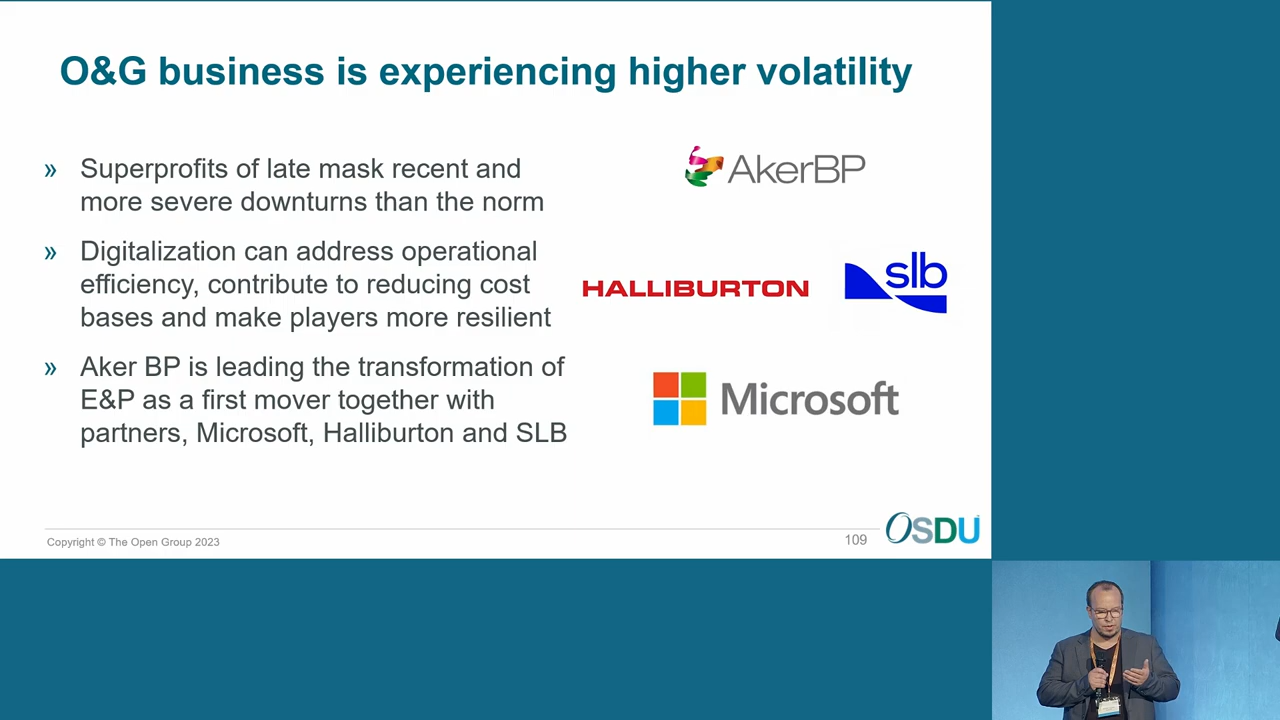 O&G business is experiencing higher volatility
» Superprofits of late mask recent and
more severe downturns than the norm
» Digitalization can address operational
efficiency, contribute to reducing cost
bases and make players more resilient
» Aker BP is leading the transformation of
E&P as a first mover together with
partners, Microsoft, Halliburton and SLB
AkerBP
HALLIBURTON
slb
Microsoft
Copyright © The Open Group 2023
109
OSDU